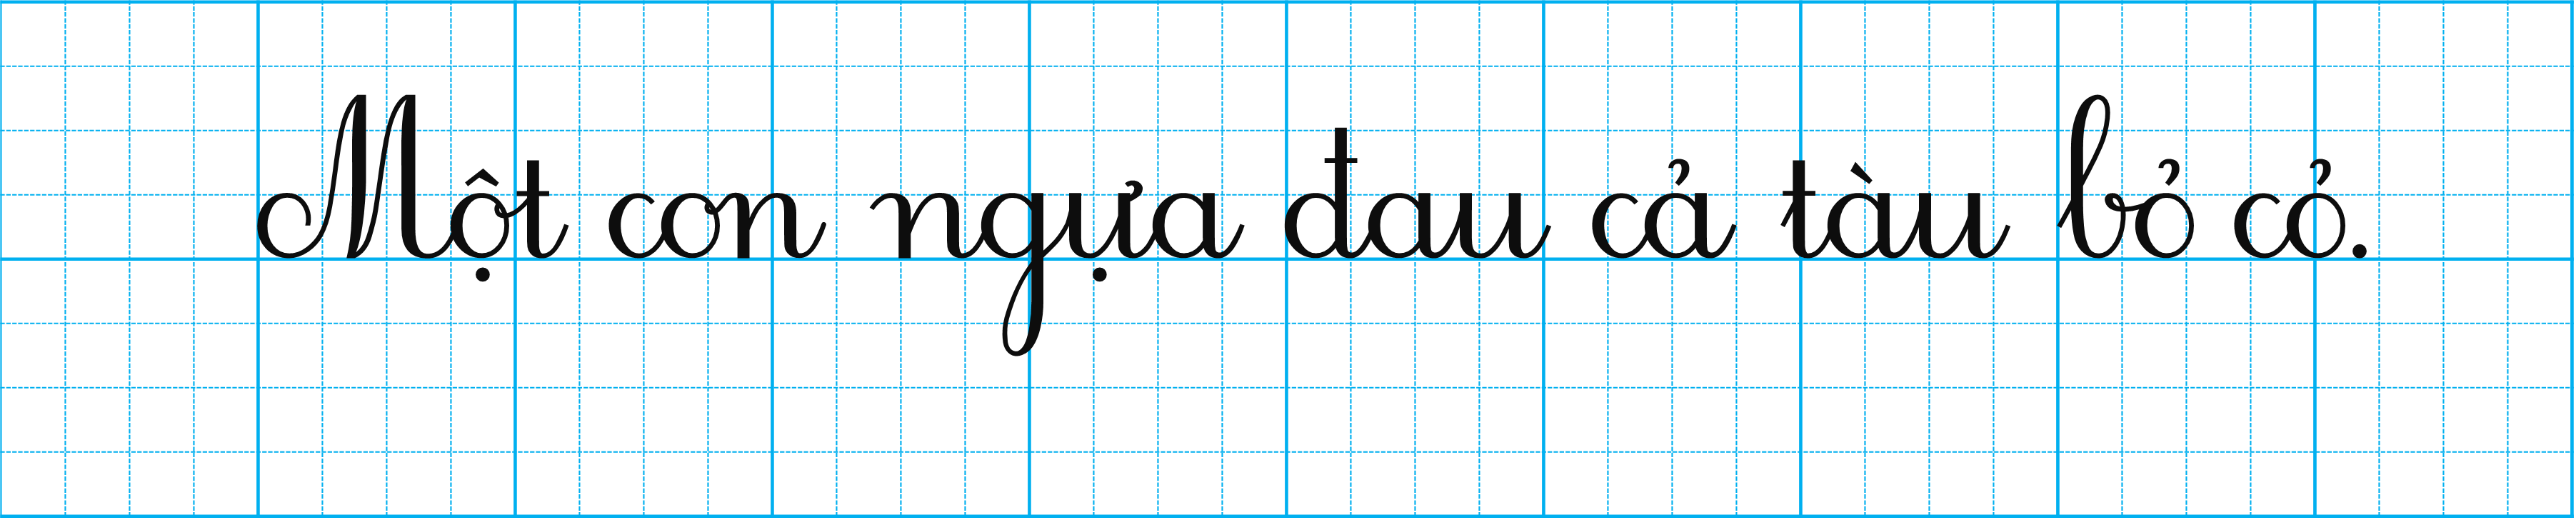 Một con ngựa đau cả tàu bỏ cỏ.